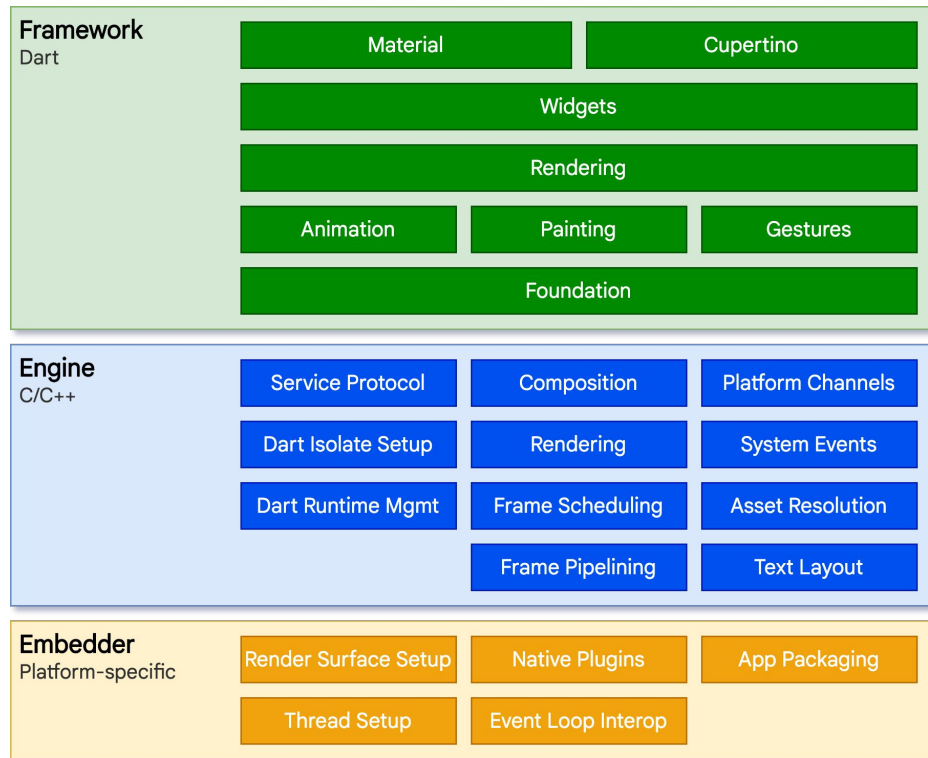 Framework
Dart
Material
Cupertino
Widgets
Rendering
Animation
Painting
Gestures
Foundation
Engine
C/C++
Service Protocol
Composition
Platform Channels
Dart Isolate Setup
Rendering
System Events
Dart Runtime Mgmt
Frame Scheduling
Asset Resolution
Frame Pipelining
Text Layout
Embedder
Platform-specific
Render Surface Setup
Native Plugins
App Packaging
Thread Setup
Event Loop Interop